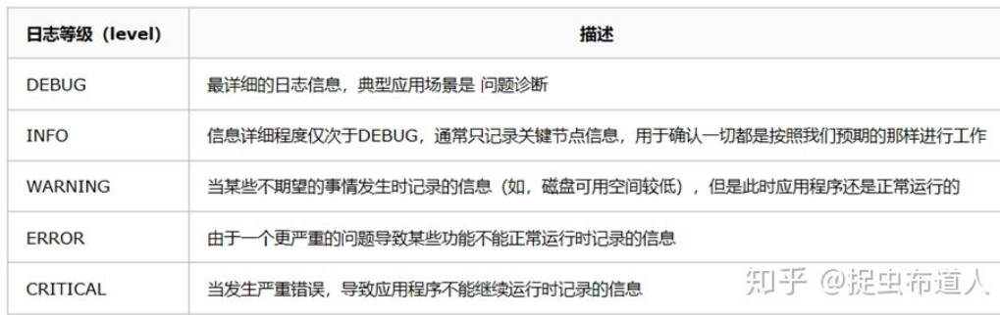 日志等级（level） 描述
DEBUG 最详细的日志信息，典型应用场景是 问题诊断
INFO 信息详细程度仅次于DEBUG，通常只记录关键节点信息，用于确认一切都是按照我们预期的那样进行工作
WARNING 当某些不期望的事情发生时记录的信息（如，磁盘可用空间较低），但是此时应用程序还是正常运行的
ERROR 由于一个更严重的问题导致某些功能不能正常运行时记录的信息
CRITICAL 当发生严重错误，导致应用程序不能继续运行时记录的信息
知乎 @捉虫布道人